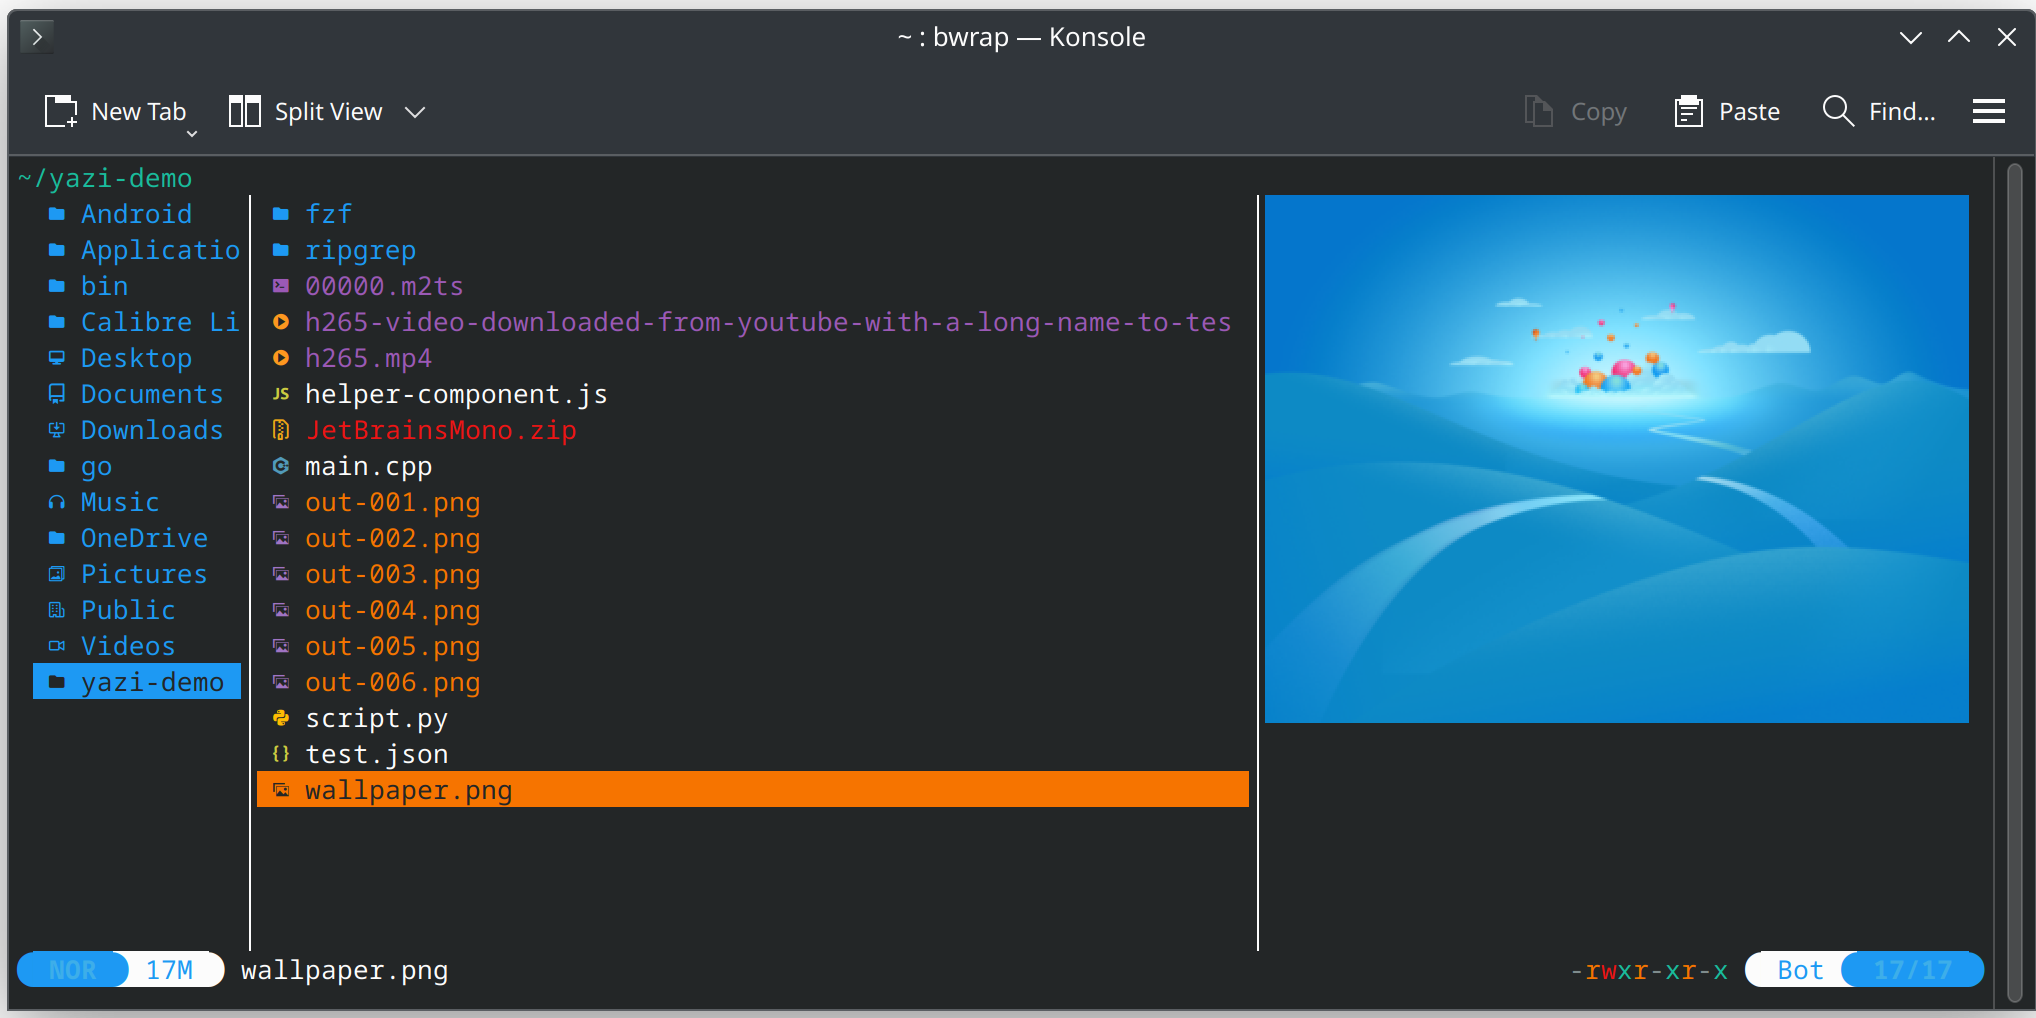 ~ : bwrap — Konsole
New Tab Split View Copy Paste Find...
~/yazi-demo
Android
Applicatio
bin
Calibre Li
Desktop
Documents
Downloads
go
Music
OneDrive
Pictures
Public
Videos
yazi-demo
fzf
ripgrep
00000.m2ts
h265-video-downloaded-from-youtube-with-a-long-name-to-tes
h265.mp4
JS helper-component.js
JetBrainsMono.zip
main.cpp
out-001.png
out-002.png
out-003.png
out-004.png
out-005.png
out-006.png
script.py
{} test.json
wallpaper.png
NOR 17M wallpaper.png -rwxr-xr-x Bot 17/17